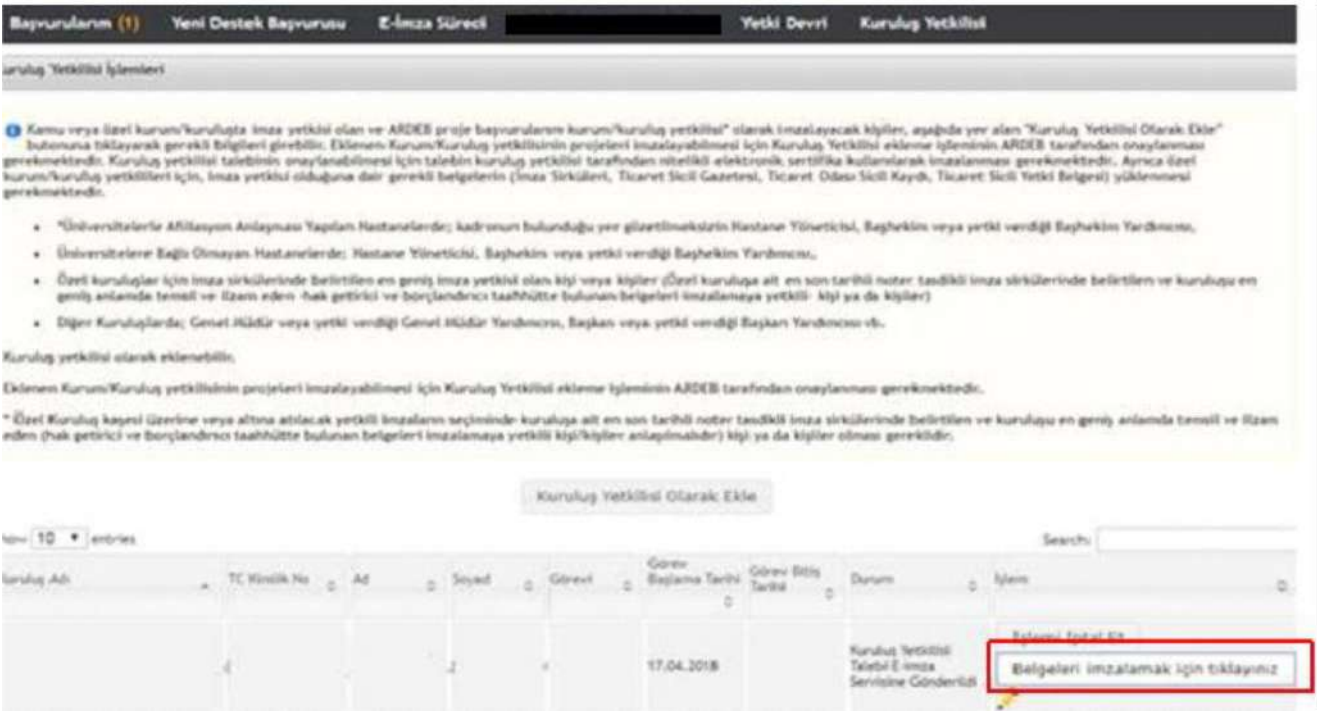 Başvurularım (1) Yeni Destek Başvurusu E-İmza Süreci Yetki Devri Kuruluş Yetkilisi
uruluş Yetkilisi İşlemleri
Kamu veya özel kurum/kuruluşta imza yetkisi olan ve ARDEB proje başvurularını kurum/kuruluş yetkilisi* olarak imzalayacak kişiler, aşağıda yer alan "Kuruluş Yetkilisi Olarak Ekle"
butonuna tıklayarak gerekli bilgileri girebilir. Eklenen Kurum/Kuruluş yetkilisinin projeleri imzalayabilmesi için Kuruluş Yetkilisi ekleme işleminin ARDEB tarafından onaylanması
gerekmektedir. Kuruluş yetkilisi talebinin onaylanabilmesi için talebin kuruluş yetkilisi tarafından nitelikli elektronik sertifika kullanılarak imzalanması gerekmektedir. Ayrıca özel
kurum/kuruluş yetkilileri için, imza yetkisi olduğuna dair gerekli belgelerin (İmza Sirküleri, Ticaret Sicil Gazetesi, Ticaret Odası Sicil Kaydı, Ticaret Sicil Yetki Belgesi) yüklenmesi
gerekmektedir.
• *Üniversitelerle Afiliasyon Anlaşması Yapılan Hastanelerde; kadronun bulunduğu yer gözetilmeksizin Hastane Yöneticisi, Başhekim veya yetki verdiği Başhekim Yardımcısı,
• Üniversitelere Bağlı Olmayan Hastanelerde; Hastane Yöneticisi, Başhekim veya yetki verdiği Başhekim Yardımcısı,
• Özel kuruluşlar için imza sirkülerinde belirtilen en geniş imza yetkisi olan kişi veya kişiler (Özel kuruluşa ait en son tarihli noter tasdikli imza sirkülerinde belirtilen ve kuruluşu en
geniş anlamda temsil ve ilzam eden -hak getirici ve borçlandırıcı taahhütte bulunan belgeleri imzalamaya yetkili- kişi ya da kişiler)
• Diğer Kuruluşlarda; Genel Müdür veya yetki verdiği Genel Müdür Yardımcısı, Başkan veya yetki verdiği Başkan Yardımcısı vb.
Kuruluş yetkilisi olarak eklenebilir.
Eklenen Kurum/Kuruluş yetkilisinin projeleri imzalayabilmesi için Kuruluş Yetkilisi ekleme işleminin ARDEB tarafından onaylanması gerekmektedir.
* Özel Kuruluş kaşesi üzerine veya altına atılacak yetkili imzaların seçiminde kuruluşa ait en son tarihli noter tasdikli imza sirkülerinde belirtilen ve kuruluşu en geniş anlamda temsil ve ilzam
eden (hak getirici ve borçlandırıcı taahhütte bulunan belgeleri imzalamaya yetkili kişi/kişiler anlaşılmalıdır) kişi ya da kişiler olması gereklidir.
Kuruluş Yetkilisi Olarak Ekle
how 10 entries Search:
Kuruluş Adı TC Kimlik No Ad Soyad Görevi Görev Başlama Tarihi Görev Bitiş Tarihi Durum İşlem
İşlemi İptal Et
17.04.2018
Kuruluş Yetkilisi
Talebi E-İmza
Servisine Gönderildi
Belgeleri imzalamak için tıklayınız